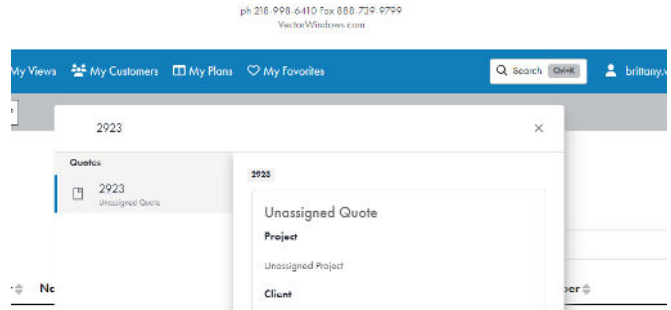 ph 218-998-6410 Fax 888-739-9799
VectorWindows.com
My Views My Customers My Plans My Favorites Search Ctrl+K brittany.v
2923
Quotes
2923
Unassigned Quote
2923
Unassigned Quote
Project
Unassigned Project
Client
Na
ber